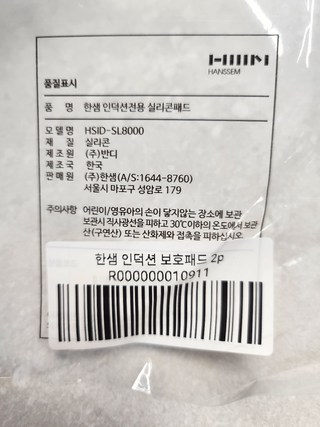 HANSSEM
품질표시
품 명 한샘 인덕션전용 실리콘패드
모 델 명 HSID-SL8000
재 질 실리콘
제 조 원 (주)반디
제 조 국 한국
판 매 원 (주)한샘(A/S:1644-8760)
서울시 마포구 성암로 179
주의사항 어린이/영유아의 손이 닿지않는 장소에 보관
보관시 직사광선을 피하고 30℃이하의 온도에서 보관
산(구연산) 또는 산화제와 접촉을 피하십시오
한샘 인덕션 보호패드 2p
R000000010911